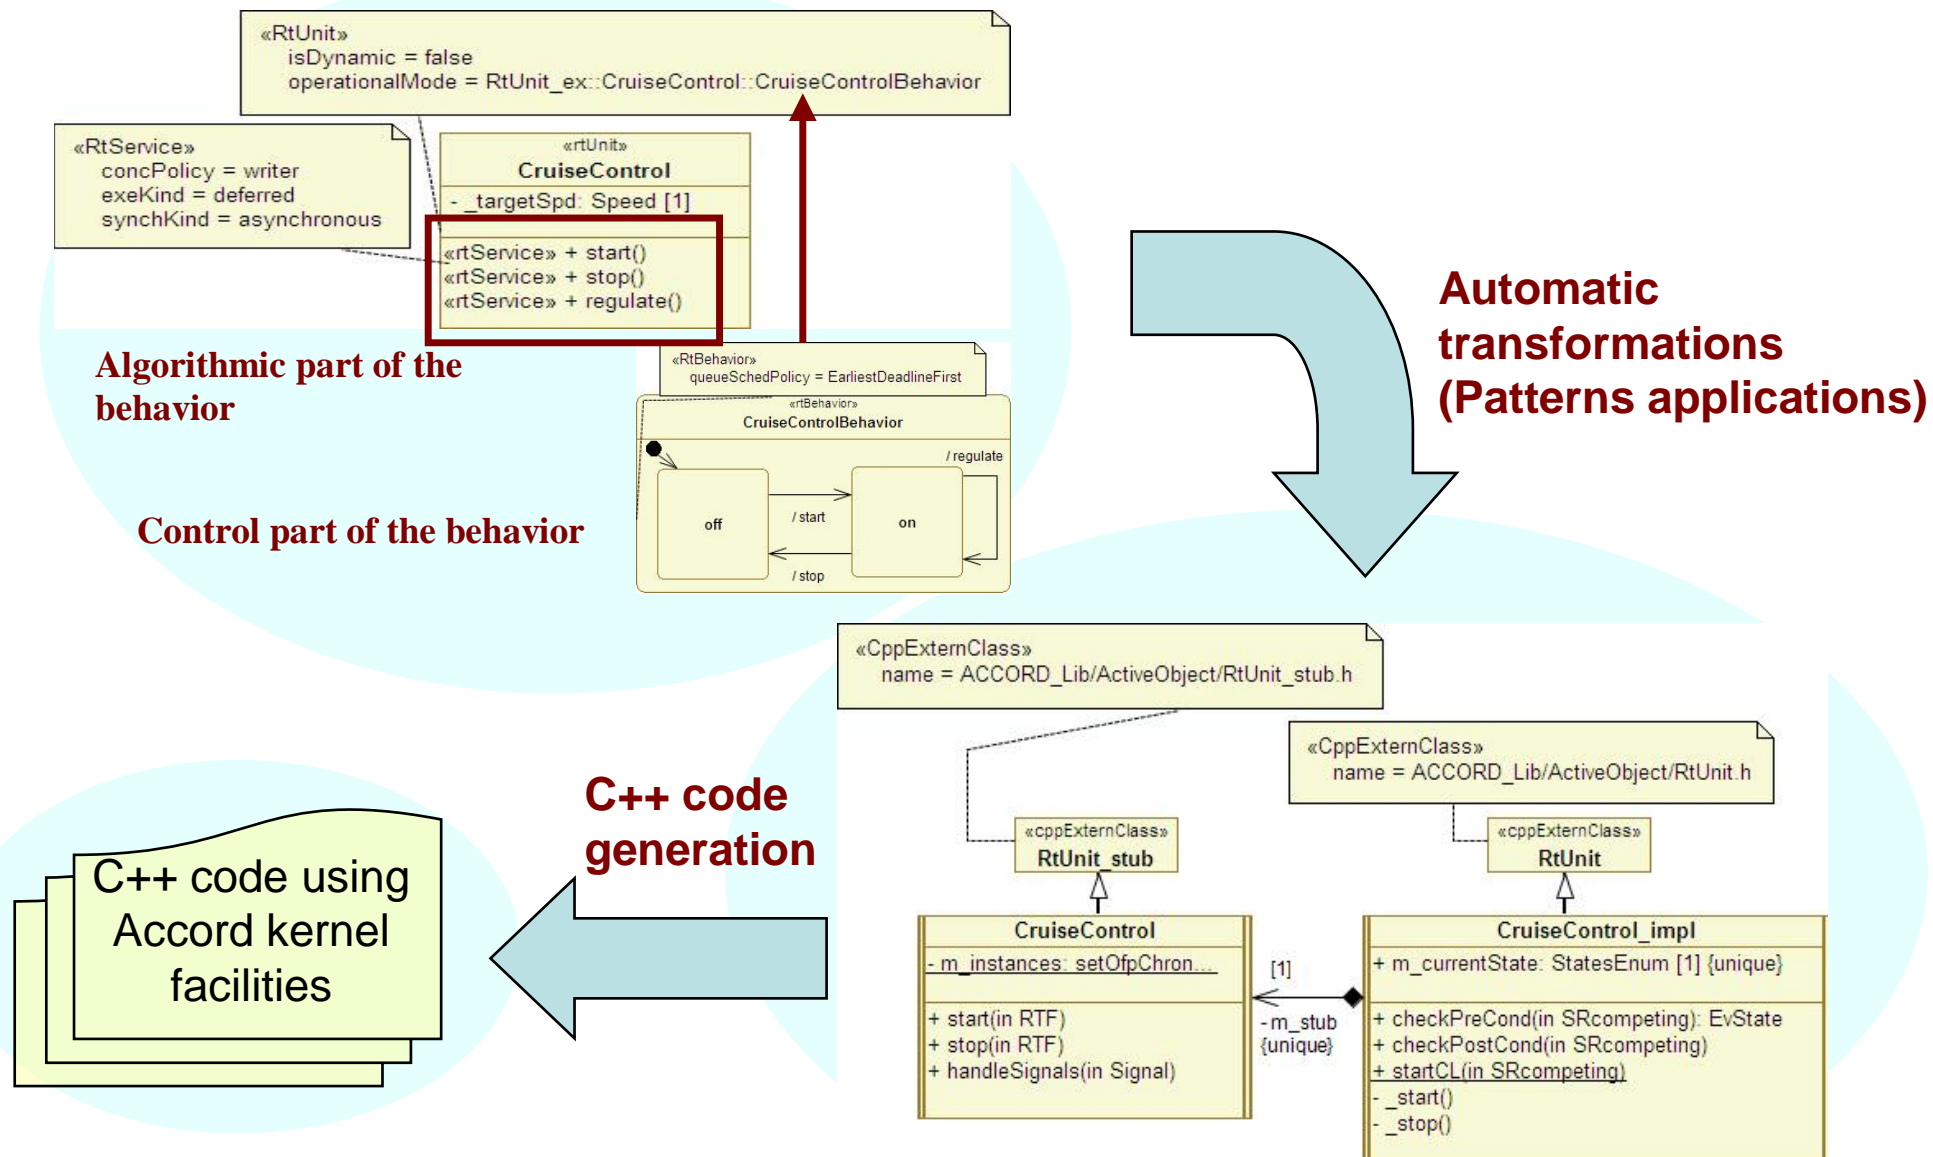 «RtUnit»
isDynamic = false
operationalMode = RtUnit_ex::CruiseControl::CruiseControlBehavior
«RtService»
concPolicy = writer
exeKind = deferred
synchKind = asynchronous
«rtUnit»
CruiseControl
- _targetSpd: Speed [1]
«rtService» + start()
«rtService» + stop()
«rtService» + regulate()
Algorithmic part of the
behavior
«RtBehavior»
queueSchedPolicy = EarliestDeadlineFirst
«rtBehavior»
CruiseControlBehavior
/ regulate
off
/ start
on
/ stop
Control part of the behavior
Automatic
transformations
(Patterns applications)
«CppExternClass»
name = ACCORD_Lib/ActiveObject/RtUnit_stub.h
«CppExternClass»
name = ACCORD_Lib/ActiveObject/RtUnit.h
«cppExternClass»
RtUnit_stub
«cppExternClass»
RtUnit
CruiseControl
- m_instances: setOfpChron...
+ start(in RTF)
+ stop(in RTF)
+ handleSignals(in Signal)
[1]
- m_stub
{unique}
CruiseControl_impl
+ m_currentState: StatesEnum [1] {unique}
+ checkPreCond(in SRcompeting): EvState
+ checkPostCond(in SRcompeting)
+ startCL(in SRcompeting)
- _start()
- _stop()
C++ code
generation
C++ code using
Accord kernel
facilities